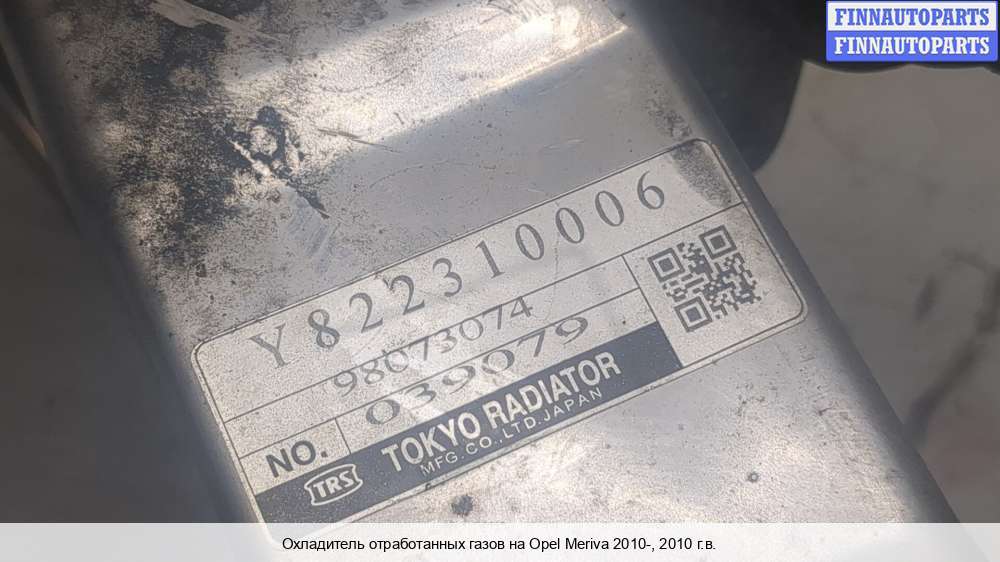 FINNAUTOPARTS
FINNAUTOPARTS
Y822310006
98073074
NO. 039079
TRS TOKYO RADIATOR
MFG.CO.,LTD.JAPAN
Охладитель отработанных газов на Opel Meriva 2010-, 2010 г.в.